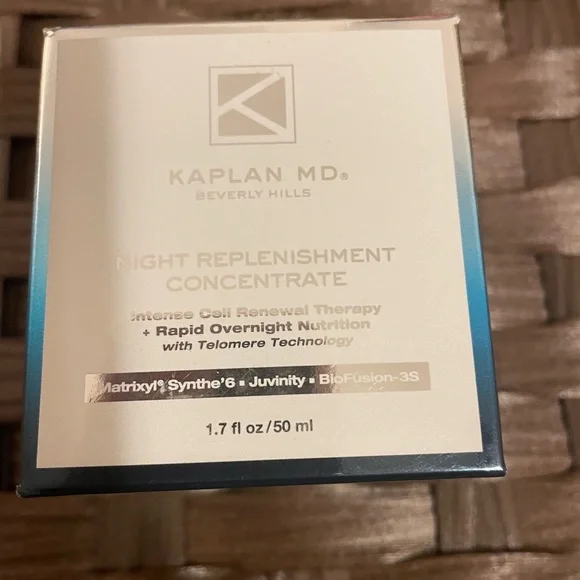 KAPLAN MD®
BEVERLY HILLS
NIGHT REPLENISHMENT
CONCENTRATE
Intense Cell Renewal Therapy
+ Rapid Overnight Nutrition
with Telomere Technology
Matrixyl® Synthe'6 ▪ Juvinity ▪ BioFusion-3S
1.7 fl oz/50 ml